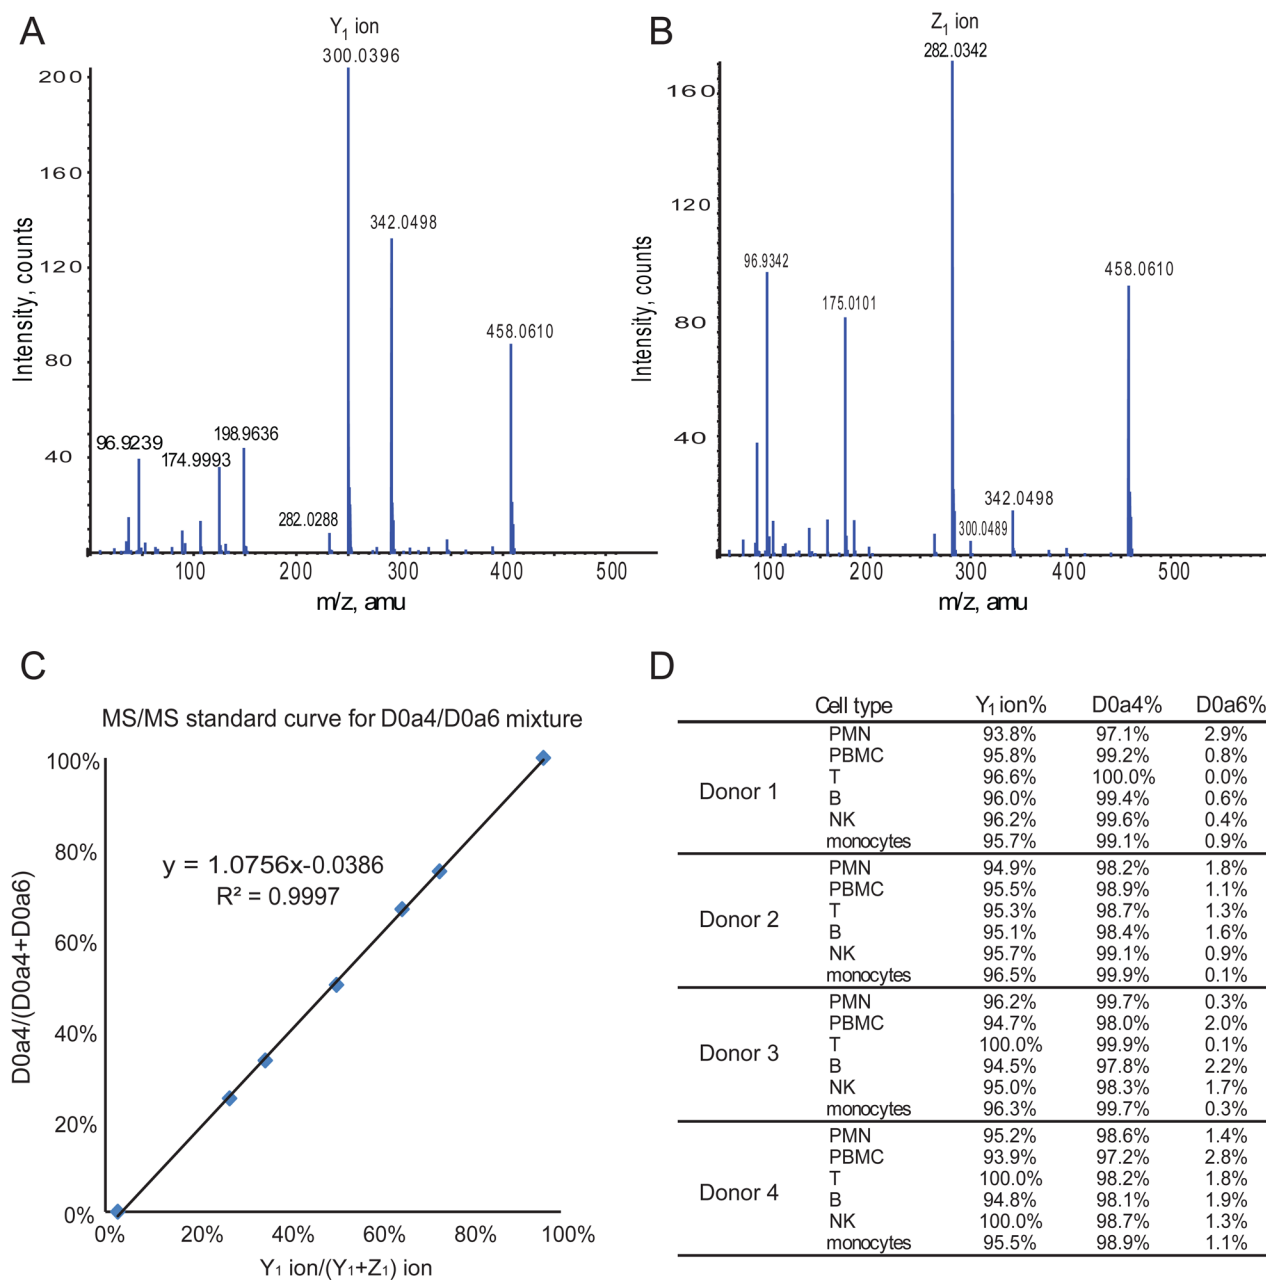 A
Y1 ion
300.0396
342.0498
458.0610
96.9239
174.9993
198.9636
282.0288
200
160
120
80
40
Intensity, counts
100 200 300 400 500
m/z, amu
B
Z1 ion
282.0342
96.9342
175.0101
458.0610
342.0498
300.0489
160
120
80
40
Intensity, counts
100 200 300 400 500
m/z, amu
C
MS/MS standard curve for D0a4/D0a6 mixture
y = 1.0756x-0.0386
R² = 0.9997
100%
80%
60%
40%
20%
0%
D0a4/(D0a4+D0a6)
0% 20% 40% 60% 80% 100%
Y1 ion/(Y1+Z1) ion
D
Cell type Y1 ion% D0a4% D0a6%
Donor 1
PMN 93.8% 97.1% 2.9%
PBMC 95.8% 99.2% 0.8%
T 96.6% 100.0% 0.0%
B 96.0% 99.4% 0.6%
NK 96.2% 99.6% 0.4%
monocytes 95.7% 99.1% 0.9%
Donor 2
PMN 94.9% 98.2% 1.8%
PBMC 95.5% 98.9% 1.1%
T 95.3% 98.7% 1.3%
B 95.1% 98.4% 1.6%
NK 95.7% 99.1% 0.9%
monocytes 96.5% 99.9% 0.1%
Donor 3
PMN 96.2% 99.7% 0.3%
PBMC 94.7% 98.0% 2.0%
T 100.0% 99.9% 0.1%
B 94.5% 97.8% 2.2%
NK 95.0% 98.3% 1.7%
monocytes 96.3% 99.7% 0.3%
Donor 4
PMN 95.2% 98.6% 1.4%
PBMC 93.9% 97.2% 2.8%
T 100.0% 98.2% 1.8%
B 94.8% 98.1% 1.9%
NK 100.0% 98.7% 1.3%
monocytes 95.5% 98.9% 1.1%